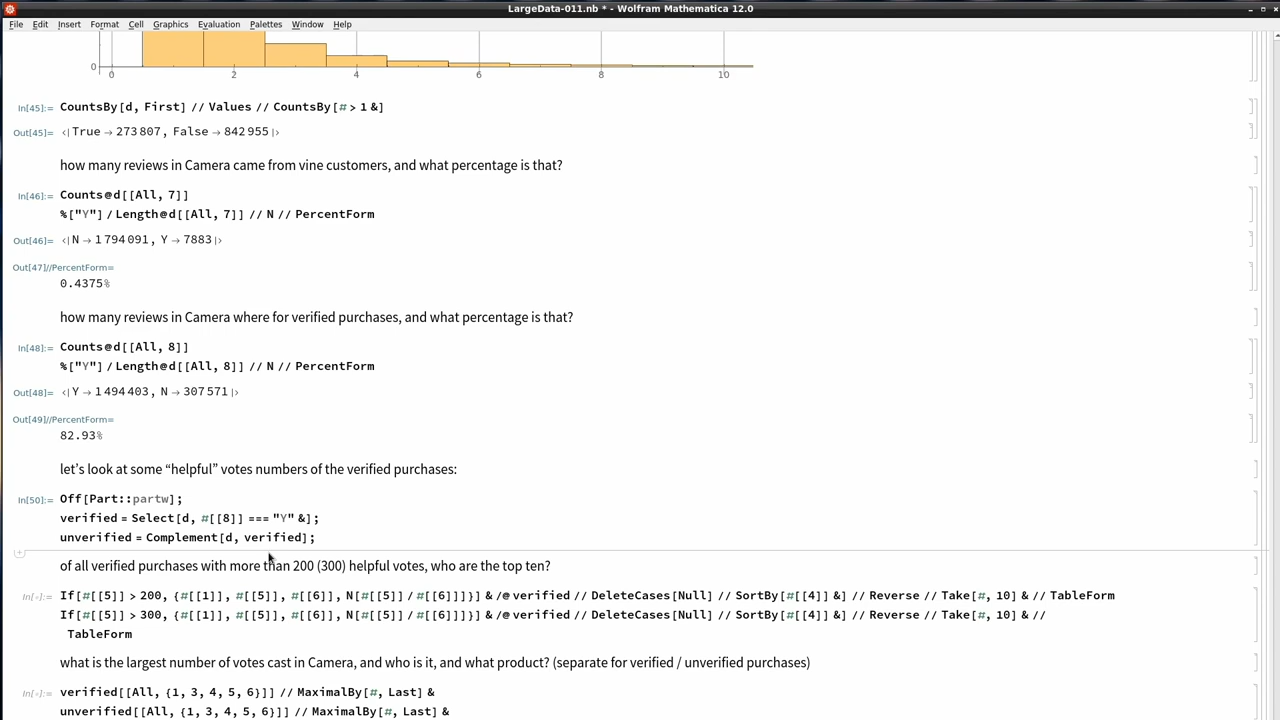 LargeData-011.nb * - Wolfram Mathematica 12.0
File Edit Insert Format Cell Graphics Evaluation Palettes Window Help
0
0 2 4 6 8 10
In[45]:= CountsBy[d, First] // Values // CountsBy[# > 1 &]
Out[45]= <| True → 273 807, False → 842 955 |>
how many reviews in Camera came from vine customers, and what percentage is that?
In[46]:= Counts@d[[All, 7]]
%["Y"] / Length@d[[All, 7]] // N // PercentForm
Out[46]= <| N → 1 794 091, Y → 7883 |>
Out[47]//PercentForm=
0.4375%
how many reviews in Camera where for verified purchases, and what percentage is that?
In[48]:= Counts@d[[All, 8]]
%["Y"] / Length@d[[All, 8]] // N // PercentForm
Out[48]= <| Y → 1 494 403, N → 307 571 |>
Out[49]//PercentForm=
82.93%
let’s look at some “helpful” votes numbers of the verified purchases:
In[50]:= Off[Part::partw];
verified = Select[d, #[[8]] === "Y" &];
unverified = Complement[d, verified];
of all verified purchases with more than 200 (300) helpful votes, who are the top ten?
In[•]:= If[#[[5]] > 200, {#[[1]], #[[5]], #[[6]], N[#[[5]] / #[[6]]]}] & /@ verified // DeleteCases[Null] // SortBy[#[[4]] &] // Reverse // Take[#, 10] & // TableForm
If[#[[5]] > 300, {#[[1]], #[[5]], #[[6]], N[#[[5]] / #[[6]]]}] & /@ verified // DeleteCases[Null] // SortBy[#[[4]] &] // Reverse // Take[#, 10] & //
TableForm
what is the largest number of votes cast in Camera, and who is it, and what product? (separate for verified / unverified purchases)
In[•]:= verified[[All, {1, 3, 4, 5, 6}]] // MaximalBy[#, Last] &
unverified[[All, {1, 3, 4, 5, 6}]] // MaximalBy[#, Last] &